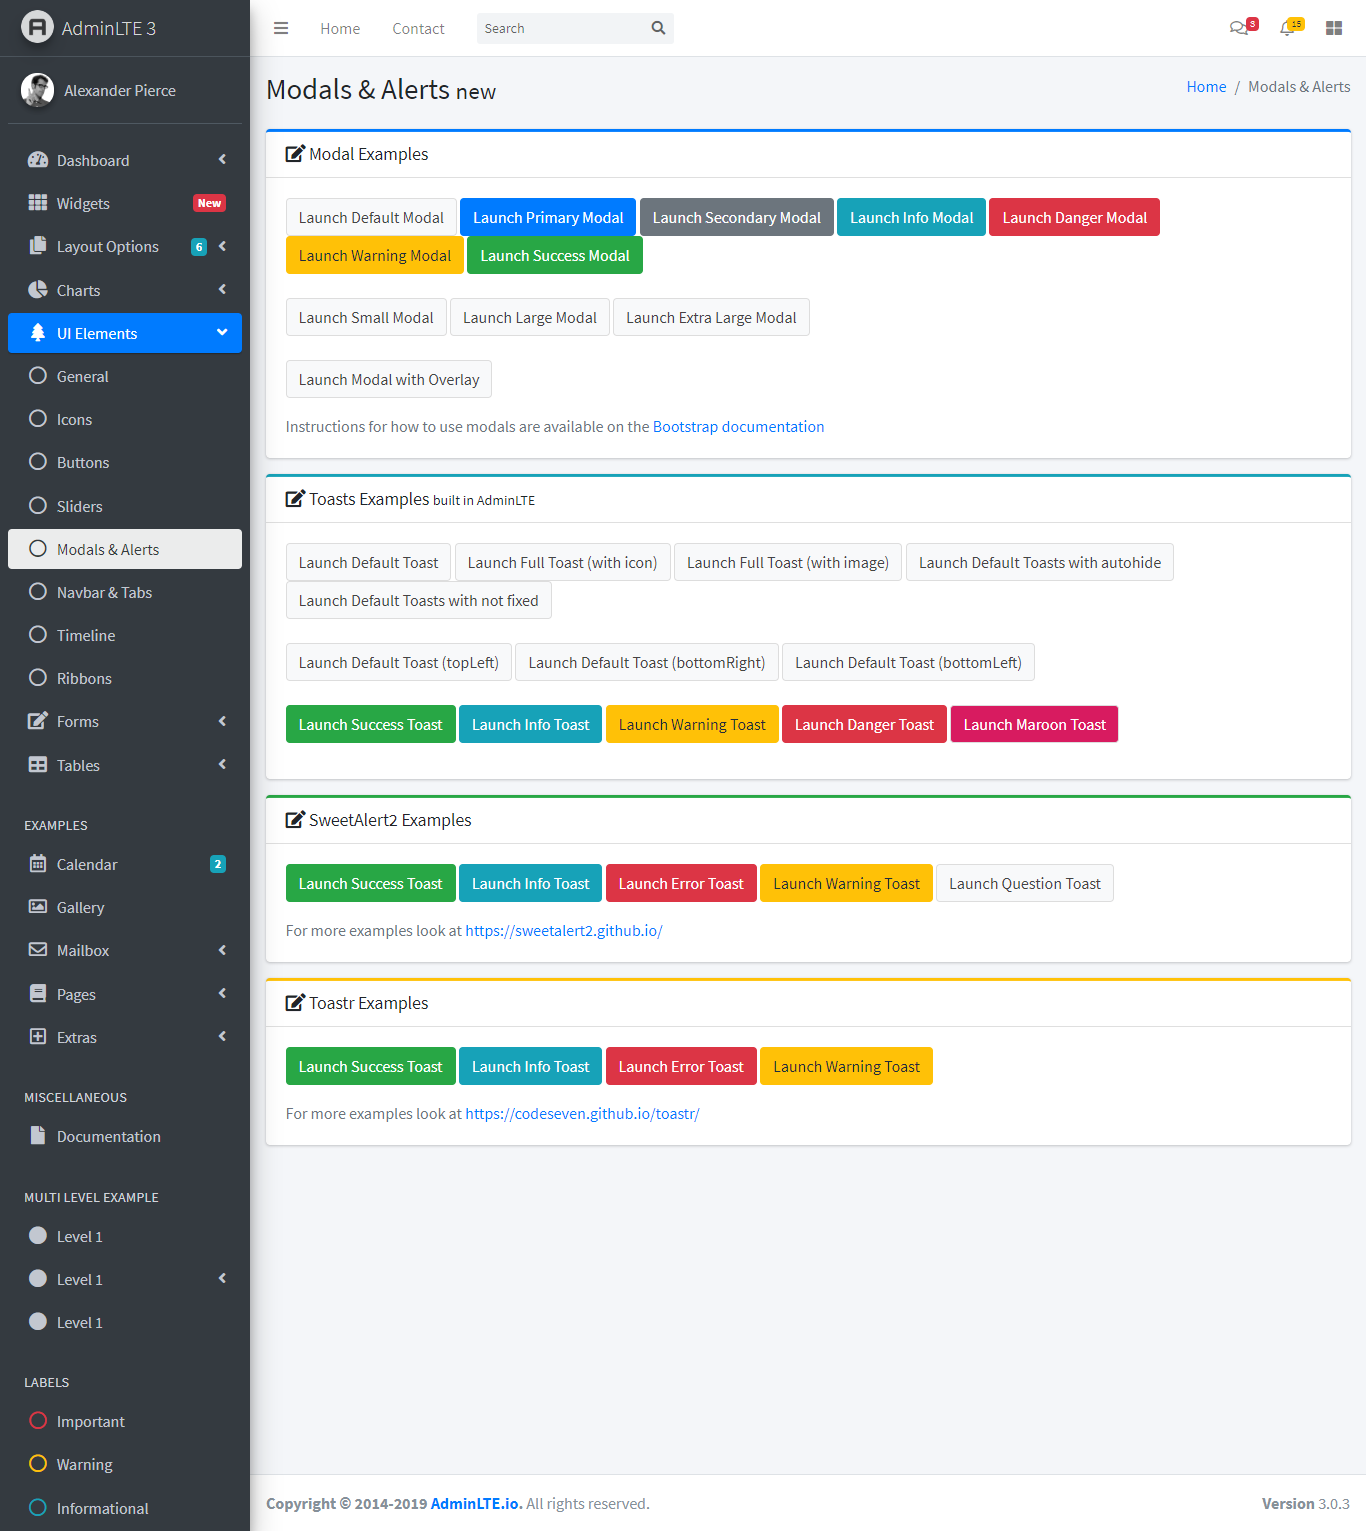 AdminLTE 3
Home
Contact
Search
3
15
Alexander Pierce
Dashboard
Widgets
New
Layout Options
6
Charts
UI Elements
General
Icons
Buttons
Sliders
Modals & Alerts
Navbar & Tabs
Timeline
Ribbons
Forms
Tables
EXAMPLES
Calendar
2
Gallery
Mailbox
Pages
Extras
MISCELLANEOUS
Documentation
MULTI LEVEL EXAMPLE
Level 1
Level 1
Level 1
LABELS
Important
Warning
Informational
Modals & Alerts new
Home / Modals & Alerts
Modal Examples
Launch Default Modal Launch Primary Modal Launch Secondary Modal Launch Info Modal Launch Danger Modal
Launch Warning Modal Launch Success Modal
Launch Small Modal Launch Large Modal Launch Extra Large Modal
Launch Modal with Overlay
Instructions for how to use modals are available on the Bootstrap documentation
Toasts Examples built in AdminLTE
Launch Default Toast Launch Full Toast (with icon) Launch Full Toast (with image) Launch Default Toasts with autohide
Launch Default Toasts with not fixed
Launch Default Toast (topLeft) Launch Default Toast (bottomRight) Launch Default Toast (bottomLeft)
Launch Success Toast Launch Info Toast Launch Warning Toast Launch Danger Toast Launch Maroon Toast
SweetAlert2 Examples
Launch Success Toast Launch Info Toast Launch Error Toast Launch Warning Toast Launch Question Toast
For more examples look at https://sweetalert2.github.io/
Toastr Examples
Launch Success Toast Launch Info Toast Launch Error Toast Launch Warning Toast
For more examples look at https://codeseven.github.io/toastr/
Copyright © 2014-2019 AdminLTE.io. All rights reserved.
Version 3.0.3